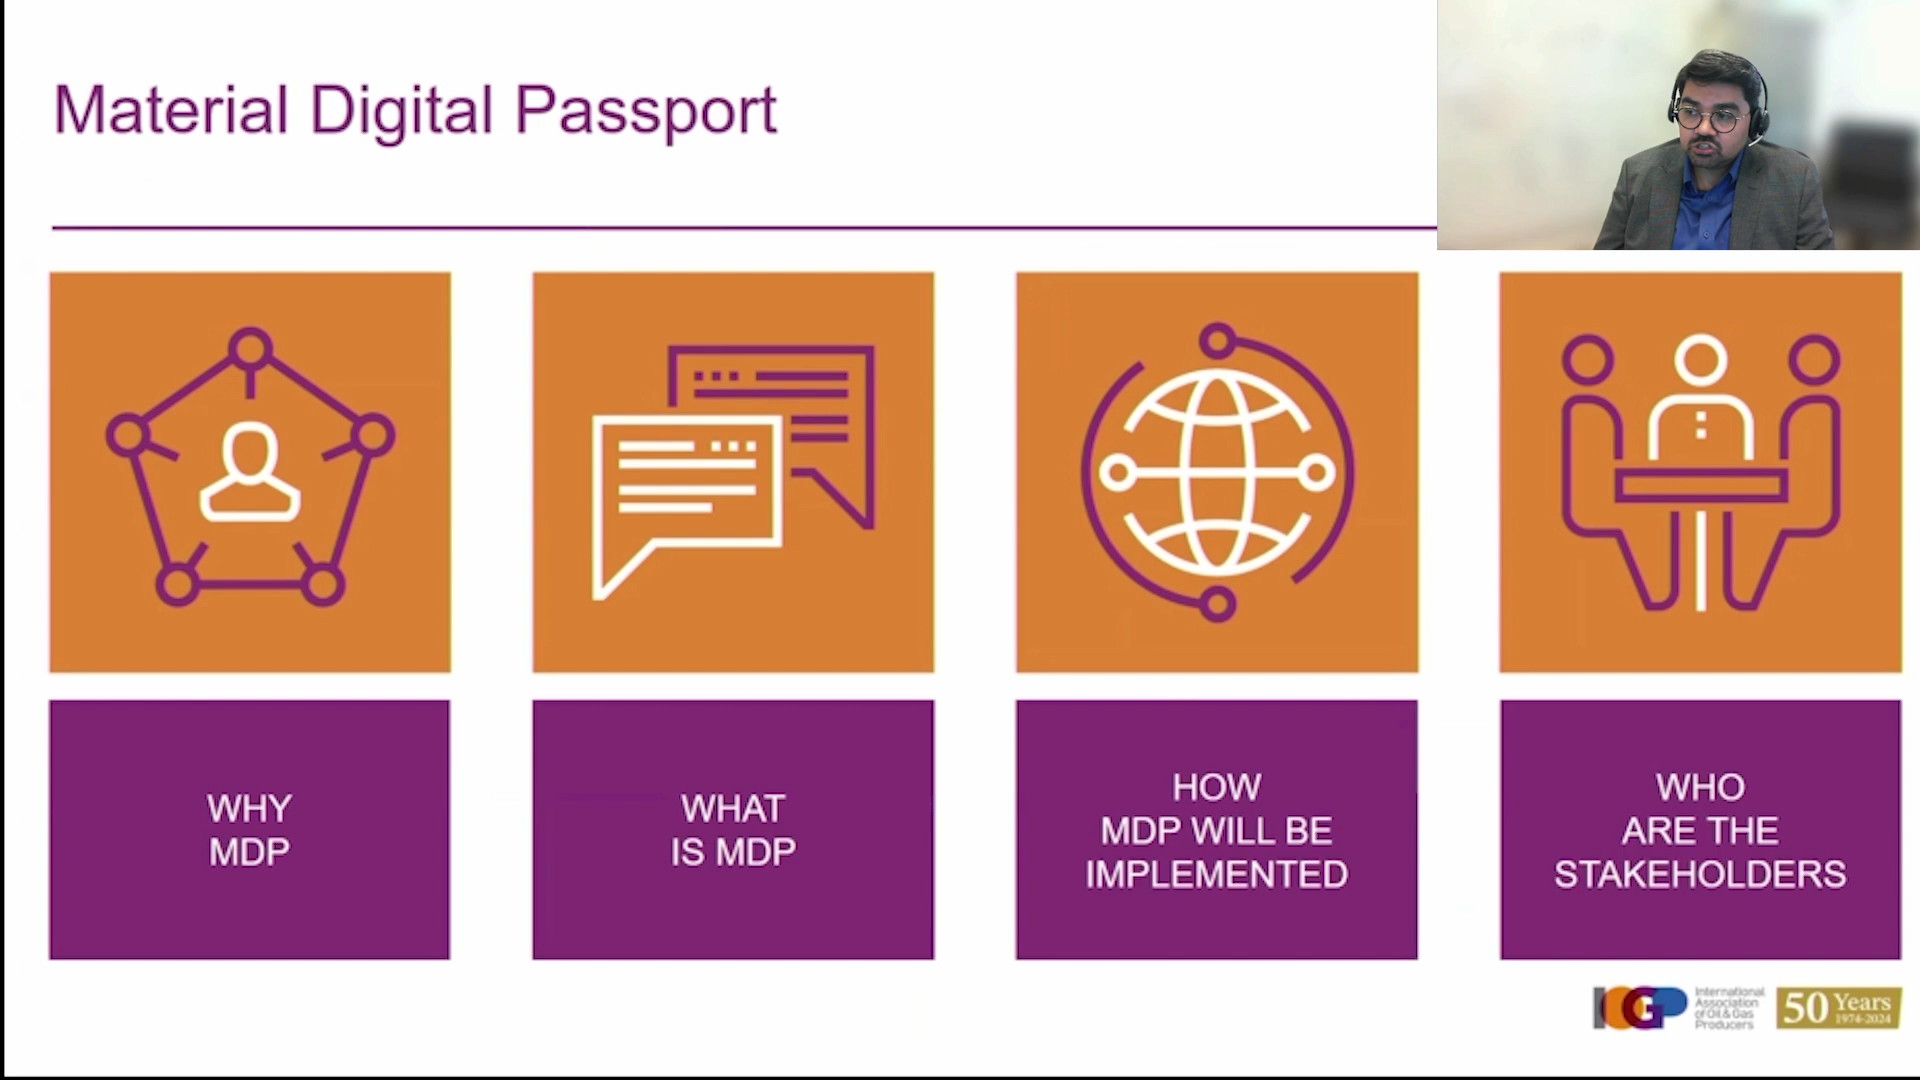 Material Digital Passport
WHY
MDP
WHAT
IS MDP
HOW
MDP WILL BE
IMPLEMENTED
WHO
ARE THE
STAKEHOLDERS
IOGP
International
Association
of Oil & Gas
Producers
50 Years
1974-2024